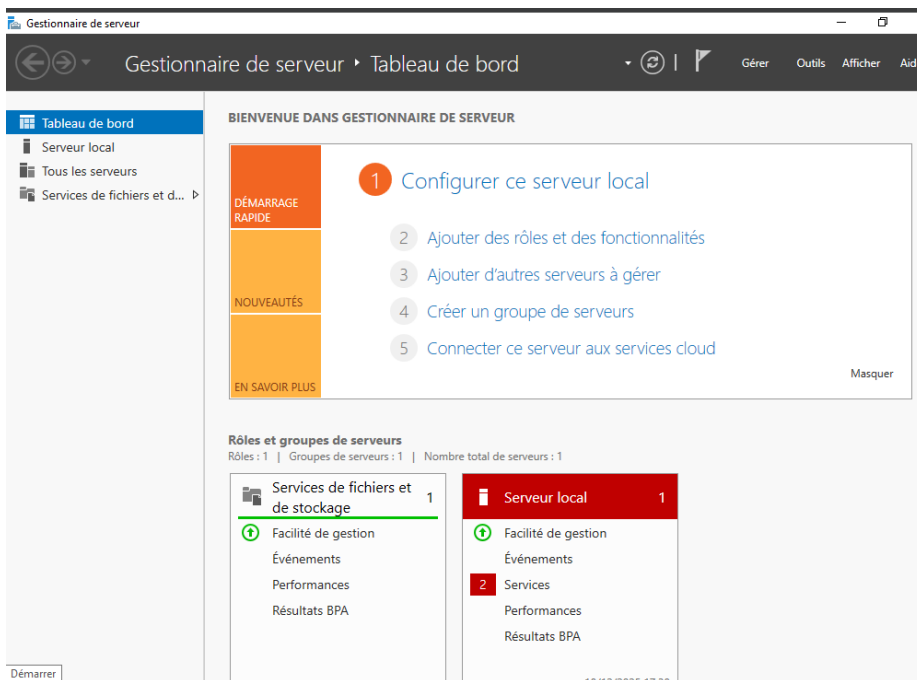 Gestionnaire de serveur
Gestionnaire de serveur • Tableau de bord
Gérer Outils Afficher Aid
Tableau de bord
Serveur local
Tous les serveurs
Services de fichiers et d...
BIENVENUE DANS GESTIONNAIRE DE SERVEUR
DÉMARRAGE
RAPIDE
NOUVEAUTÉS
EN SAVOIR PLUS
1 Configurer ce serveur local
2 Ajouter des rôles et des fonctionnalités
3 Ajouter d'autres serveurs à gérer
4 Créer un groupe de serveurs
5 Connecter ce serveur aux services cloud
Masquer
Rôles et groupes de serveurs
Rôles : 1 | Groupes de serveurs : 1 | Nombre total de serveurs : 1
Services de fichiers et
de stockage
1
Facilité de gestion
Événements
Performances
Résultats BPA
Serveur local 1
Facilité de gestion
Événements
2 Services
Performances
Résultats BPA
Démarrer